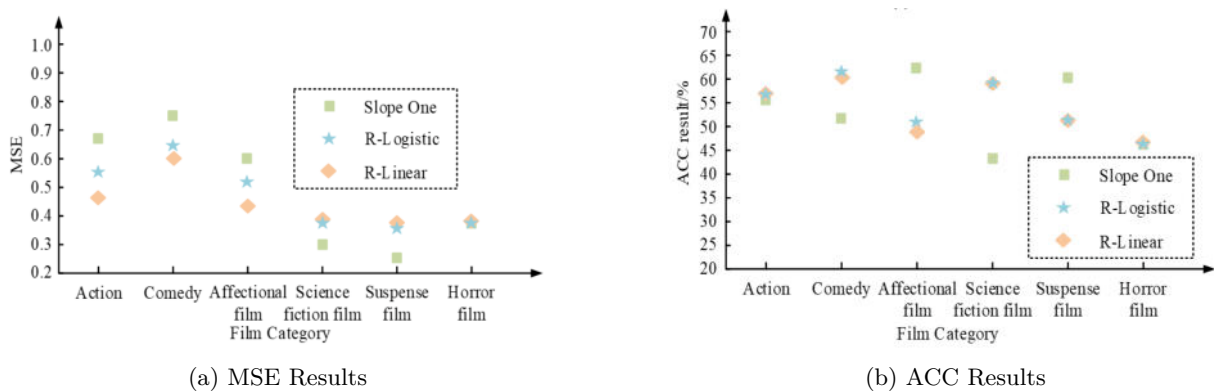 1.0
0.9
0.8
0.7
0.6
0.5
0.4
0.3
0.2
MSE
Slope One
R-Logistic
R-Linear
Action Comedy Affectional film Science fiction film Suspense film Horror film
Film Category
(a) MSE Results
70
65
60
55
50
45
40
35
30
25
20
ACC result/%
Slope One
R-Logistic
R-Linear
Action Comedy Affectional film Science fiction film Suspense film Horror film
Film Category
(b) ACC Results